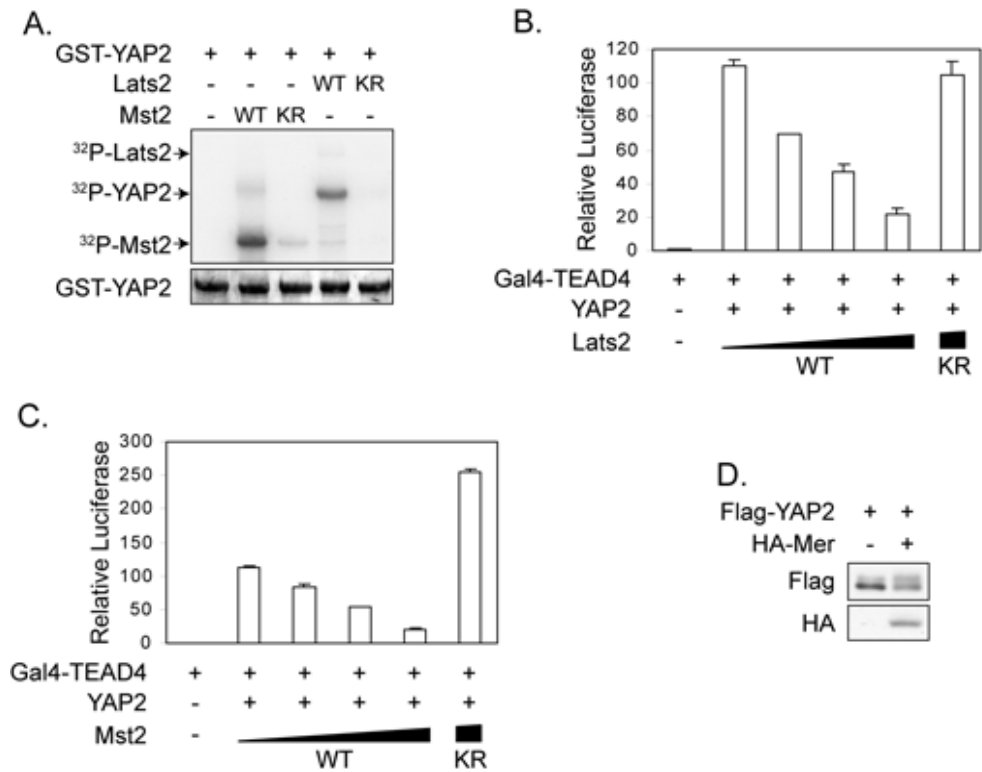 A.
GST-YAP2 + + + + +
Lats2 - - - WT KR
Mst2 - WT KR - -
32P-Lats2
32P-YAP2
32P-Mst2
GST-YAP2
B.
Relative Luciferase
120
100
80
60
40
20
0
Gal4-TEAD4 + + + + + +
YAP2 - + + + + +
Lats2 -
WT KR
C.
Relative Luciferase
300
250
200
150
100
50
0
Gal4-TEAD4 + + + + + +
YAP2 - + + + + +
Mst2 -
WT KR
D.
Flag-YAP2 + +
HA-Mer - +
Flag
HA